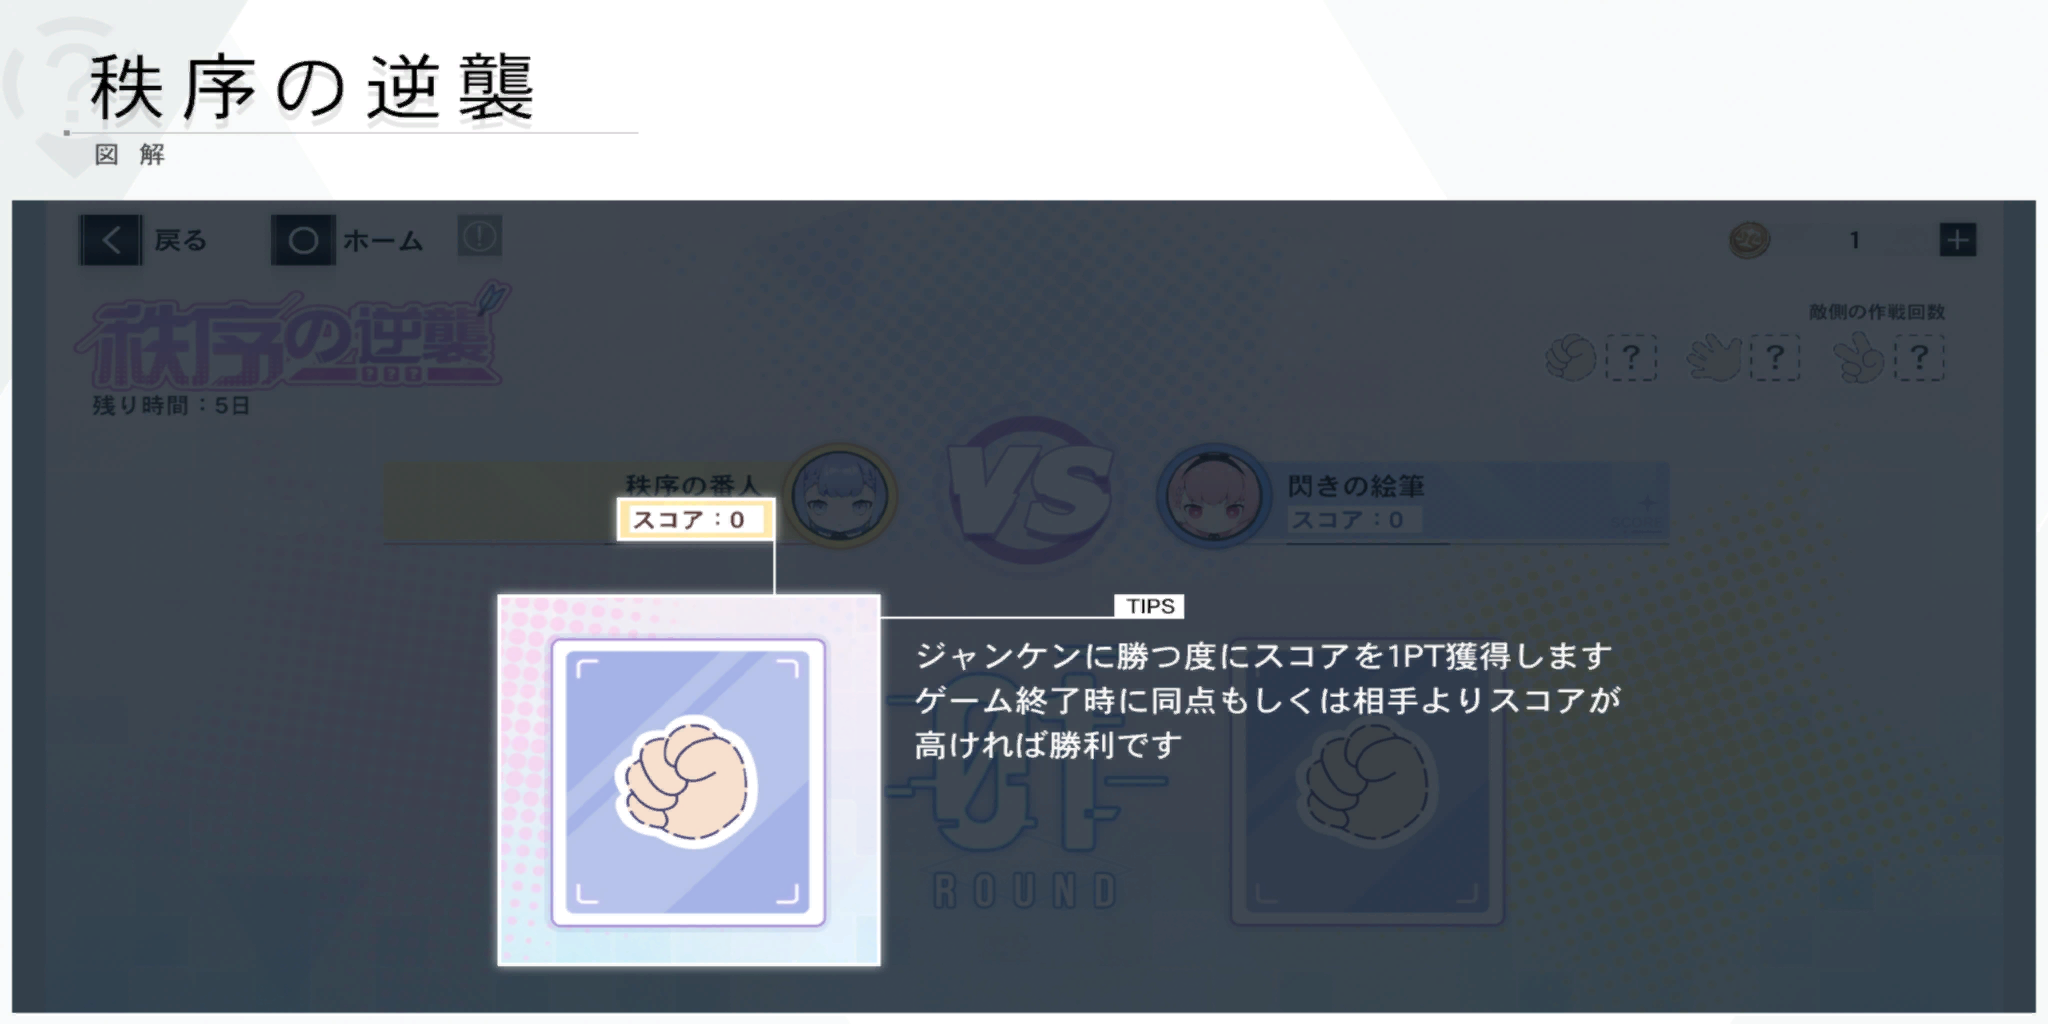 秩序の逆襲
図解
戻る
ホーム
1
秩序の逆襲
???
残り時間：5日
敵側の作戦回数
? ? ?
秩序の番人
スコア：0
VS
閃きの絵筆
スコア：0
TIPS
ジャンケンに勝つ度にスコアを1PT獲得します
ゲーム終了時に同点もしくは相手よりスコアが
高ければ勝利です
01
ROUND